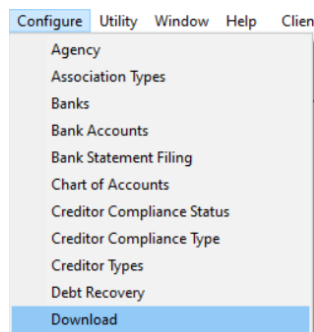 Configure Utility Window Help Clien
Agency
Association Types
Banks
Bank Accounts
Bank Statement Filing
Chart of Accounts
Creditor Compliance Status
Creditor Compliance Type
Creditor Types
Debt Recovery
Download